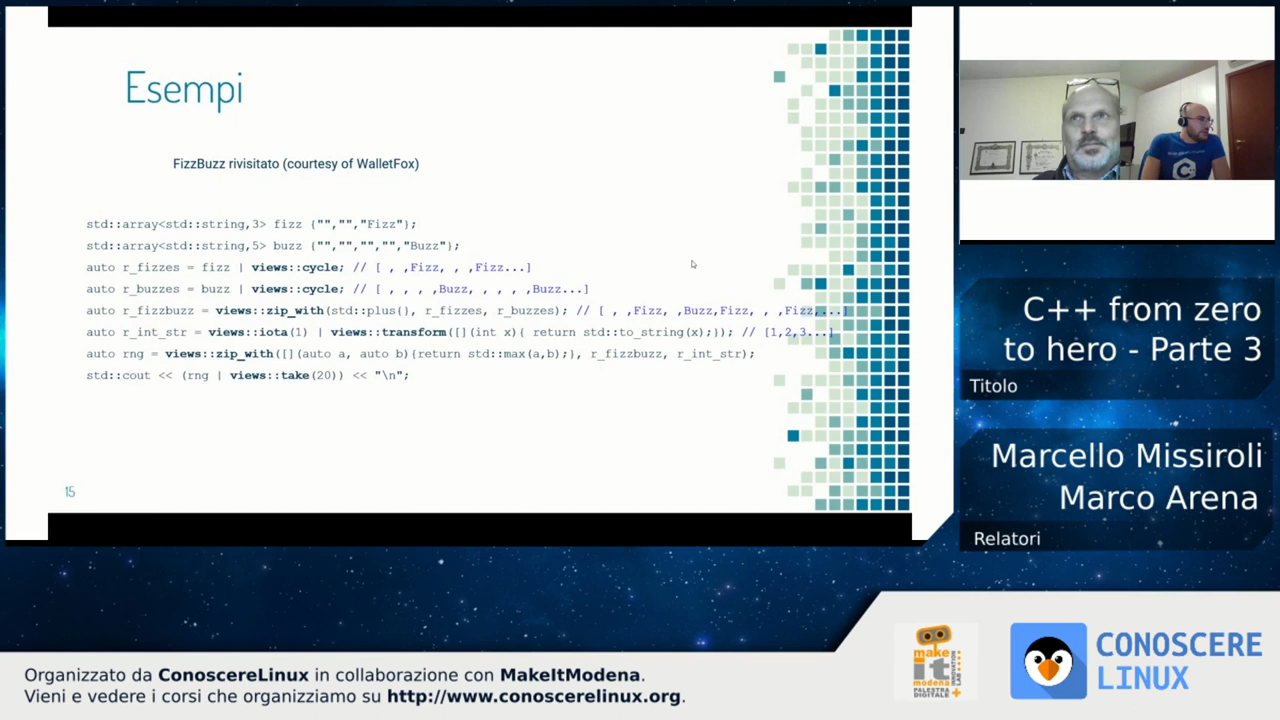 Esempi
FizzBuzz rivisitato (courtesy of WalletFox)
std::array<std::string,3> fizz {"","","Fizz"};
std::array<std::string,5> buzz {"","","","","Buzz"};
auto r_fizzes = fizz | views::cycle; // [ , ,Fizz, , ,Fizz...]
auto r_buzzes = buzz | views::cycle; // [ , , , ,Buzz, , , , ,Buzz...]
auto r_fizzbuzz = views::zip_with(std::plus(), r_fizzes, r_buzzes); // [ , ,Fizz, ,Buzz,Fizz, , ,Fizz,...]
auto r_int_str = views::iota(1) | views::transform([](int x){ return std::to_string(x);}); // [1,2,3...]
auto rng = views::zip_with([](auto a, auto b){return std::max(a,b);}, r_fizzbuzz, r_int_str);
std::cout << (rng | views::take(20)) << "\n";
15
C++ from zero
to hero - Parte 3
Titolo
Marcello Missiroli
Marco Arena
Relatori
make
it
modena
PALESTRA
DIGITALE
CONOSCERE
LINUX
Organizzato da ConoscereLinux in collaborazione con MakeItModena.
Vieni e vedere i corsi che organizziamo su http://www.conoscerelinux.org.